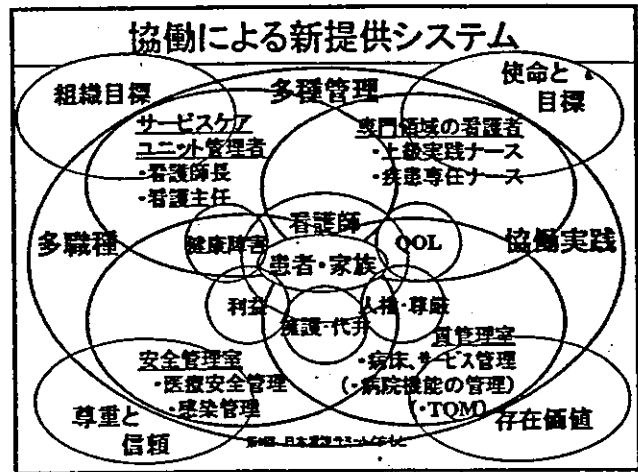 協働による新提供システム
組織目標
多種管理
使命と
目標
サービスケア
ユニット管理者
・看護師長
・看護主任
専門領域の看護者
・上級実践ナース
・疾患専任ナース
多職種
健康障害
看護師
患者・家族
QOL
協働実践
利益
擁護・代弁
人権・尊厳
安全管理室
・医療安全管理
・感染管理
質管理室
・病床、サービス管理
(・病院機能の管理)
(・TQM)
尊重と
信頼
存在価値